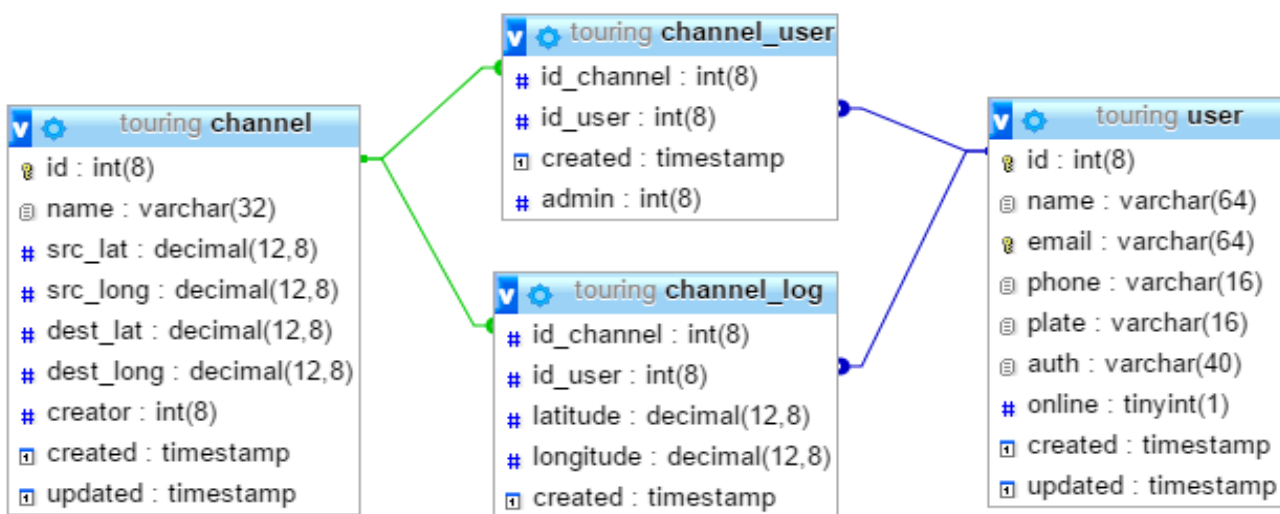 touring channel
id : int(8)
name : varchar(32)
src_lat : decimal(12,8)
src_long : decimal(12,8)
dest_lat : decimal(12,8)
dest_long : decimal(12,8)
creator : int(8)
created : timestamp
updated : timestamp
touring channel_user
id_channel : int(8)
id_user : int(8)
created : timestamp
admin : int(8)
touring channel_log
id_channel : int(8)
id_user : int(8)
latitude : decimal(12,8)
longitude : decimal(12,8)
created : timestamp
touring user
id : int(8)
name : varchar(64)
email : varchar(64)
phone : varchar(16)
plate : varchar(16)
auth : varchar(40)
online : tinyint(1)
created : timestamp
updated : timestamp